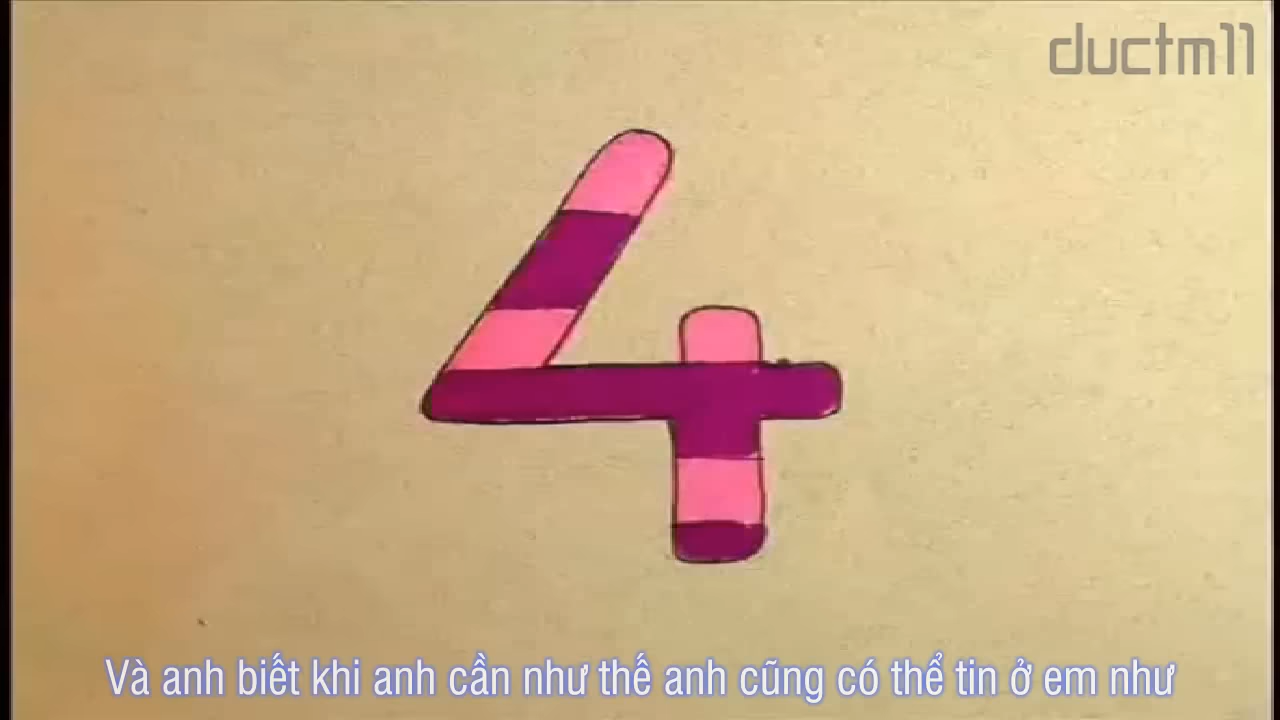 ductm11
4
Và anh biết khi anh cần như thế anh cũng có thể tin ở em như